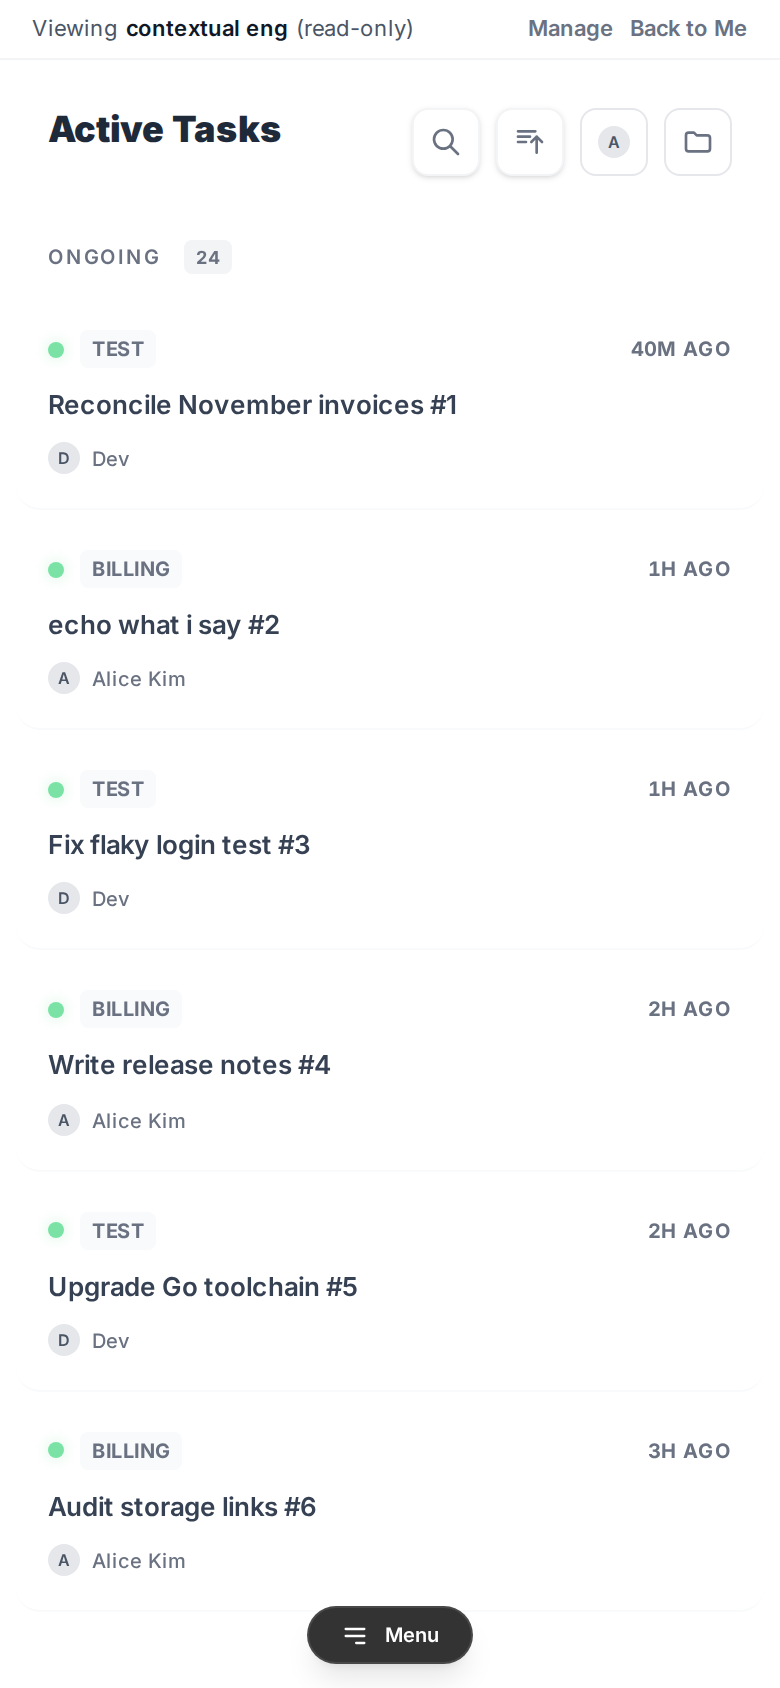 Viewing contextual eng (read-only) Manage Back to Me
Active Tasks A
ONGOING 24
TEST 40M AGO
Reconcile November invoices #1
D Dev
BILLING 1H AGO
echo what i say #2
A Alice Kim
TEST 1H AGO
Fix flaky login test #3
D Dev
BILLING 2H AGO
Write release notes #4
A Alice Kim
TEST 2H AGO
Upgrade Go toolchain #5
D Dev
BILLING 3H AGO
Audit storage links #6
A Alice Kim
Menu